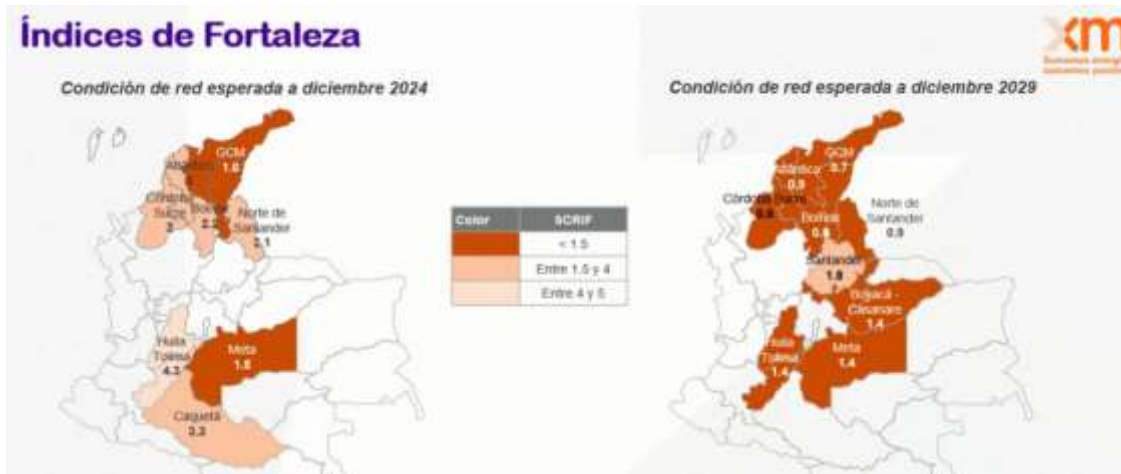 Índices de Fortaleza
xm
Condición de red esperada a diciembre 2024
Condición de red esperada a diciembre 2029
GCM
1.0
Córdoba
Sucre
2
Bolívar
2.2
Norte de
Santander
2.1
Huila
Tolima
4.3
Meta
1.5
Caquetá
3.3
Color
SCRIF
< 1.5
Entre 1.5 y 4
Entre 4 y 5
GCM
0.7
Atlántico
0.9
Córdoba Sucre
Bolívar
0.8
Norte de
Santander
0.9
Santander
1.8
Boyacá -
Casanare
1.4
Huila
Tolima
1.4
Meta
1.4